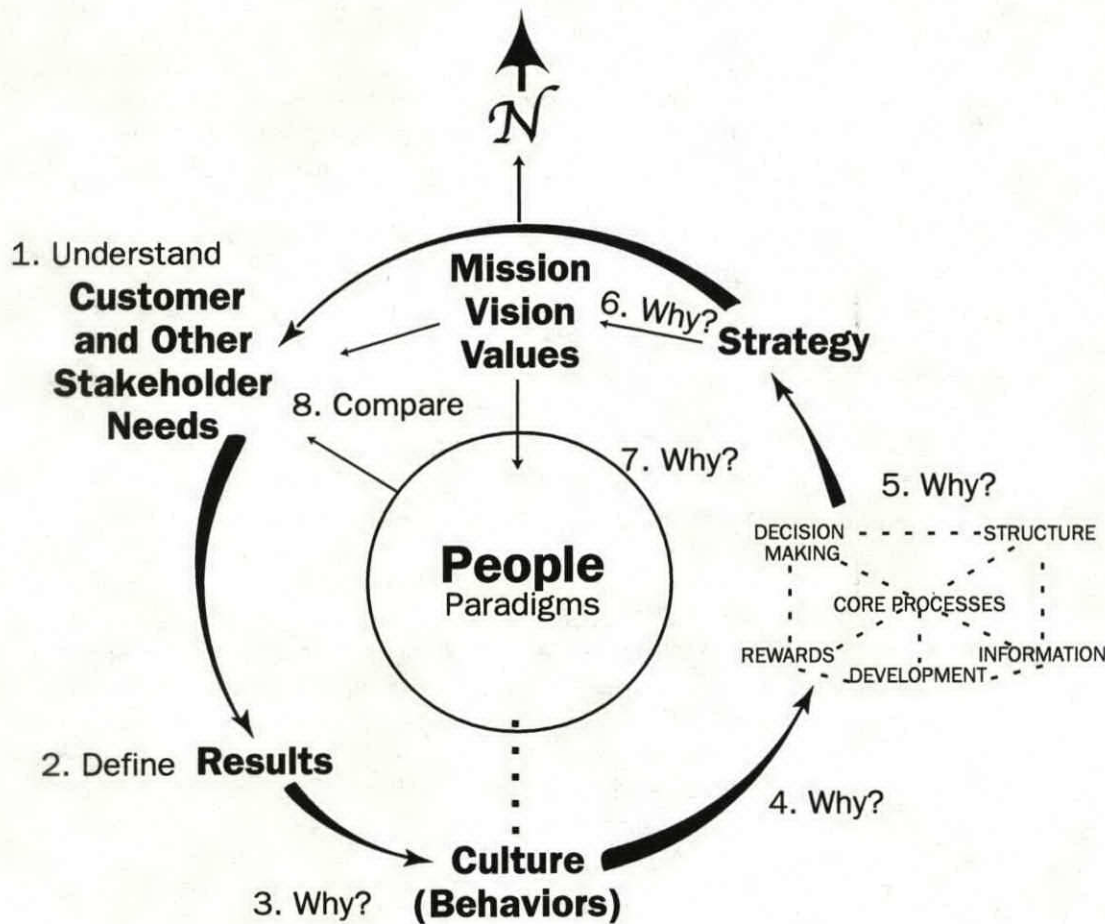 N
1. Understand
Customer
and Other
Stakeholder
Needs
Mission
Vision
Values
6. Why?
Strategy
8. Compare
7. Why?
5. Why?
People
Paradigms
DECISION
MAKING
STRUCTURE
CORE PROCESSES
REWARDS
INFORMATION
DEVELOPMENT
2. Define Results
4. Why?
Culture
(Behaviors)
3. Why?